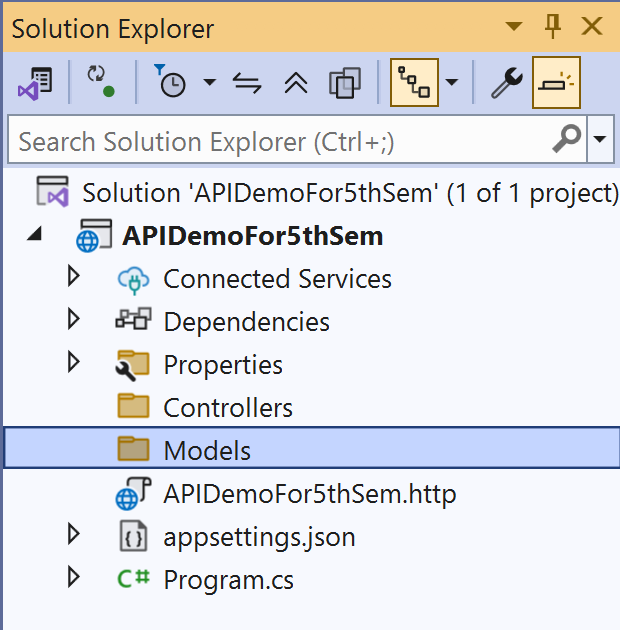 Solution Explorer
Search Solution Explorer (Ctrl+;)
Solution 'APIDemoFor5thSem' (1 of 1 project)
APIDemoFor5thSem
Connected Services
Dependencies
Properties
Controllers
Models
APIDemoFor5thSem.http
appsettings.json
C# Program.cs